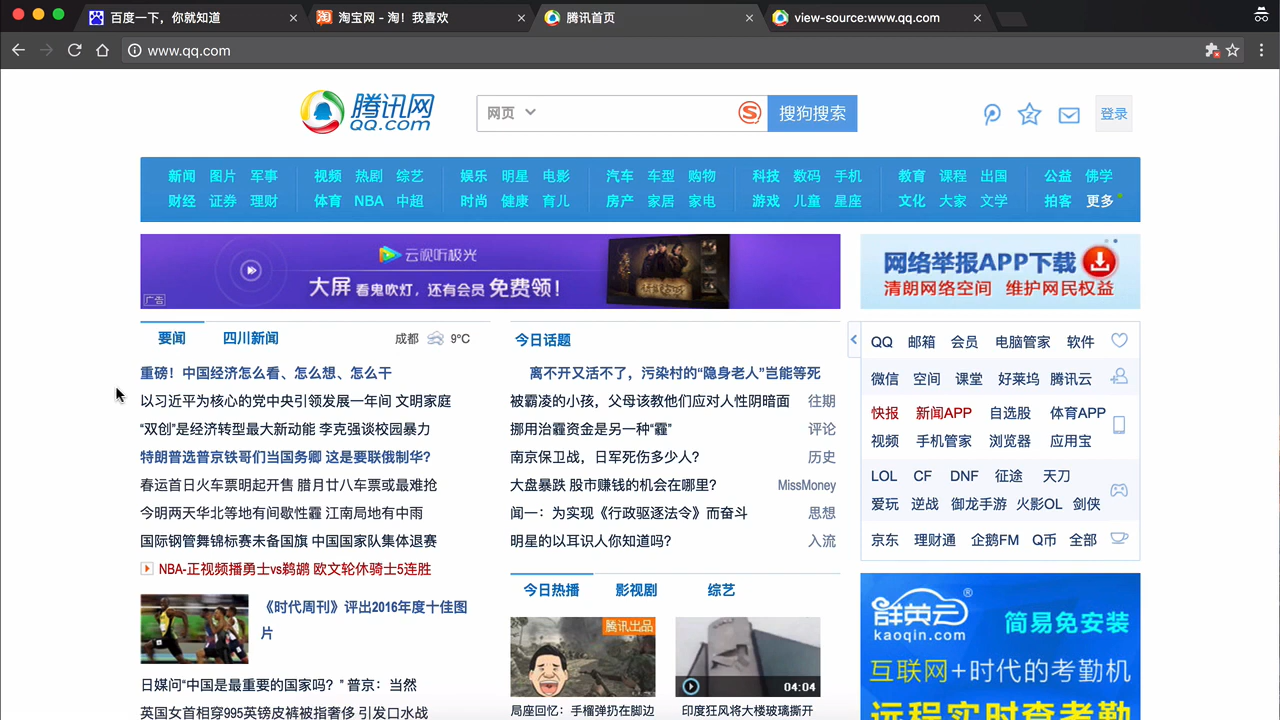 百度一下，你就知道
淘宝网 - 淘！我喜欢
腾讯首页
view-source:www.qq.com
www.qq.com
腾讯网
QQ.com
网页
搜狗搜索
登录
新闻 图片 军事 视频 热剧 综艺 娱乐 明星 电影 汽车 车型 购物 科技 数码 手机 教育 课程 出国 公益 佛学
财经 证券 理财 体育 NBA 中超 时尚 健康 育儿 房产 家居 家电 游戏 儿童 星座 文化 大家 文学 拍客 更多
云视听极光
大屏 看鬼吹灯，还有会员 免费领！
广告
网络举报APP下载
清朗网络空间 维护网民权益
要闻 四川新闻 成都 9°C
重磅！中国经济怎么看、怎么想、怎么干
以习近平为核心的党中央引领发展一年间 文明家庭
“双创”是经济转型最大新动能 李克强谈校园暴力
特朗普选普京铁哥们当国务卿 这是要联俄制华?
春运首日火车票明起开售 腊月廿八车票或最难抢
今明两天华北等地有间歇性霾 江南局地有中雨
国际钢管舞锦标赛未备国旗 中国国家队集体退赛
NBA-正视频播勇士vs鹈鹕 欧文轮休骑士5连胜
《时代周刊》评出2016年度十佳图
片
日媒问“中国是最重要的国家吗？” 普京：当然
英国女首相穿995英镑皮裤被指奢侈 引发口水战
今日话题
离不开又活不了，污染村的“隐身老人”岂能等死
被霸凌的小孩，父母该教他们应对人性阴暗面 往期
挪用治霾资金是另一种“霾” 评论
南京保卫战，日军死伤多少人? 历史
大盘暴跌 股市赚钱的机会在哪里? MissMoney
闻一：为实现《行政驱逐法令》而奋斗 思想
明星的以耳识人你知道吗? 入流
今日热播 影视剧 综艺
腾讯出品
04:04
局座回忆：手榴弹扔在脚边
印度狂风将大楼玻璃撕开
QQ 邮箱 会员 电脑管家 软件
微信 空间 课堂 好莱坞 腾讯云
快报 新闻APP 自选股 体育APP
视频 手机管家 浏览器 应用宝
LOL CF DNF 征途 天刀
爱玩 逆战 御龙手游 火影OL 剑侠
京东 理财通 企鹅FM Q币 全部
群英云
kaoqin.com
简易免安装
互联网+时代的考勤机
远程实时查考勤